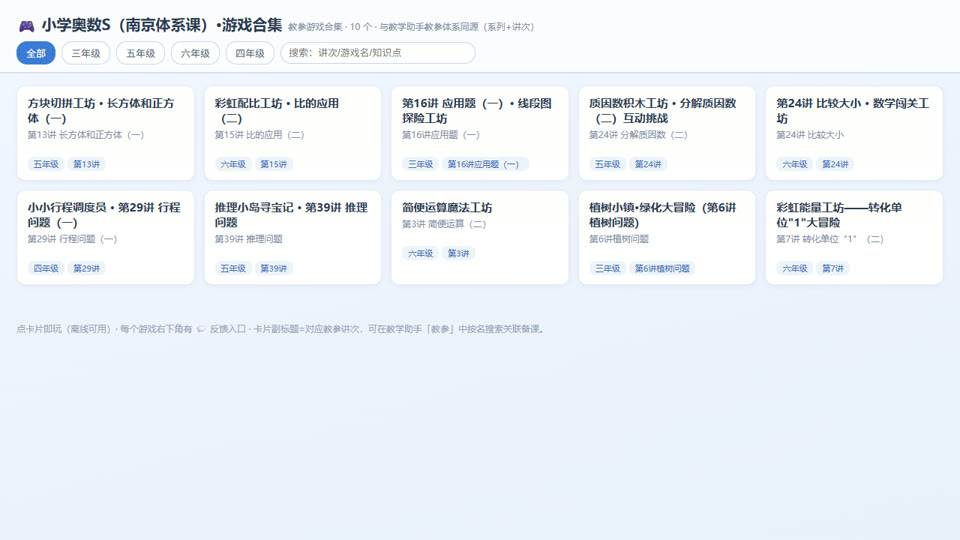 小学奥数S（南京体系课）•游戏合集 教参游戏合集 · 10 个 · 与教学助手教参体系同源（系列+讲次）
全部 三年级 五年级 六年级 四年级 搜索：讲次/游戏名/知识点
方块切拼工坊 • 长方体和正方
体（一）
第13讲 长方体和正方体（一）
五年级 第13讲
彩虹配比工坊 • 比的应用
（二）
第15讲 比的应用（二）
六年级 第15讲
第16讲 应用题（一）• 线段图
探险工坊
第16讲应用题（一）
三年级 第16讲应用题（一）
质因数积木工坊 • 分解质因数
（二）互动挑战
第24讲 分解质因数（二）
五年级 第24讲
第24讲 比较大小 • 数学闯关工
坊
第24讲 比较大小
六年级 第24讲
小小行程调度员 • 第29讲 行程
问题（一）
第29讲 行程问题（一）
四年级 第29讲
推理小岛寻宝记 • 第39讲 推理
问题
第39讲 推理问题
五年级 第39讲
简便运算魔法工坊
第3讲 简便运算（二）
六年级 第3讲
植树小镇•绿化大冒险（第6讲
植树问题）
第6讲植树问题
三年级 第6讲植树问题
彩虹能量工坊——转化单
位"1"大冒险
第7讲 转化单位“1”（二）
六年级 第7讲
点卡片即玩（离线可用）· 每个游戏右下角有 反馈入口 · 卡片副标题=对应教参讲次，可在教学助手「教参」中按名搜索关联备课。